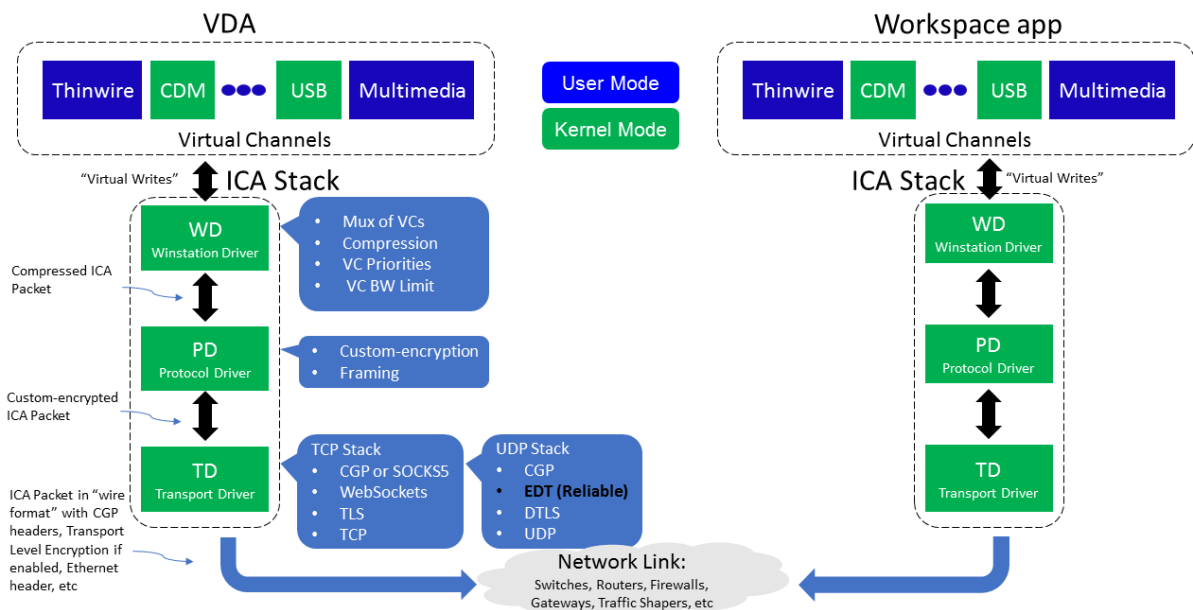 VDA
Thinwire
CDM
USB
Multimedia
Virtual Channels
User Mode
Kernel Mode
Workspace app
Thinwire
CDM
USB
Multimedia
Virtual Channels
“Virtual Writes”
ICA Stack
WD
Winstation Driver
• Mux of VCs
• Compression
• VC Priorities
• VC BW Limit
Compressed ICA
Packet
PD
Protocol Driver
• Custom-encryption
• Framing
Custom-encrypted
ICA Packet
TD
Transport Driver
TCP Stack
• CGP or SOCKS5
• WebSockets
• TLS
• TCP
UDP Stack
• CGP
• EDT (Reliable)
• DTLS
• UDP
ICA Packet in “wire
format” with CGP
headers, Transport
Level Encryption if
enabled, Ethernet
header, etc
Network Link:
Switches, Routers, Firewalls,
Gateways, Traffic Shapers, etc
ICA Stack
“Virtual Writes”
WD
Winstation Driver
PD
Protocol Driver
TD
Transport Driver